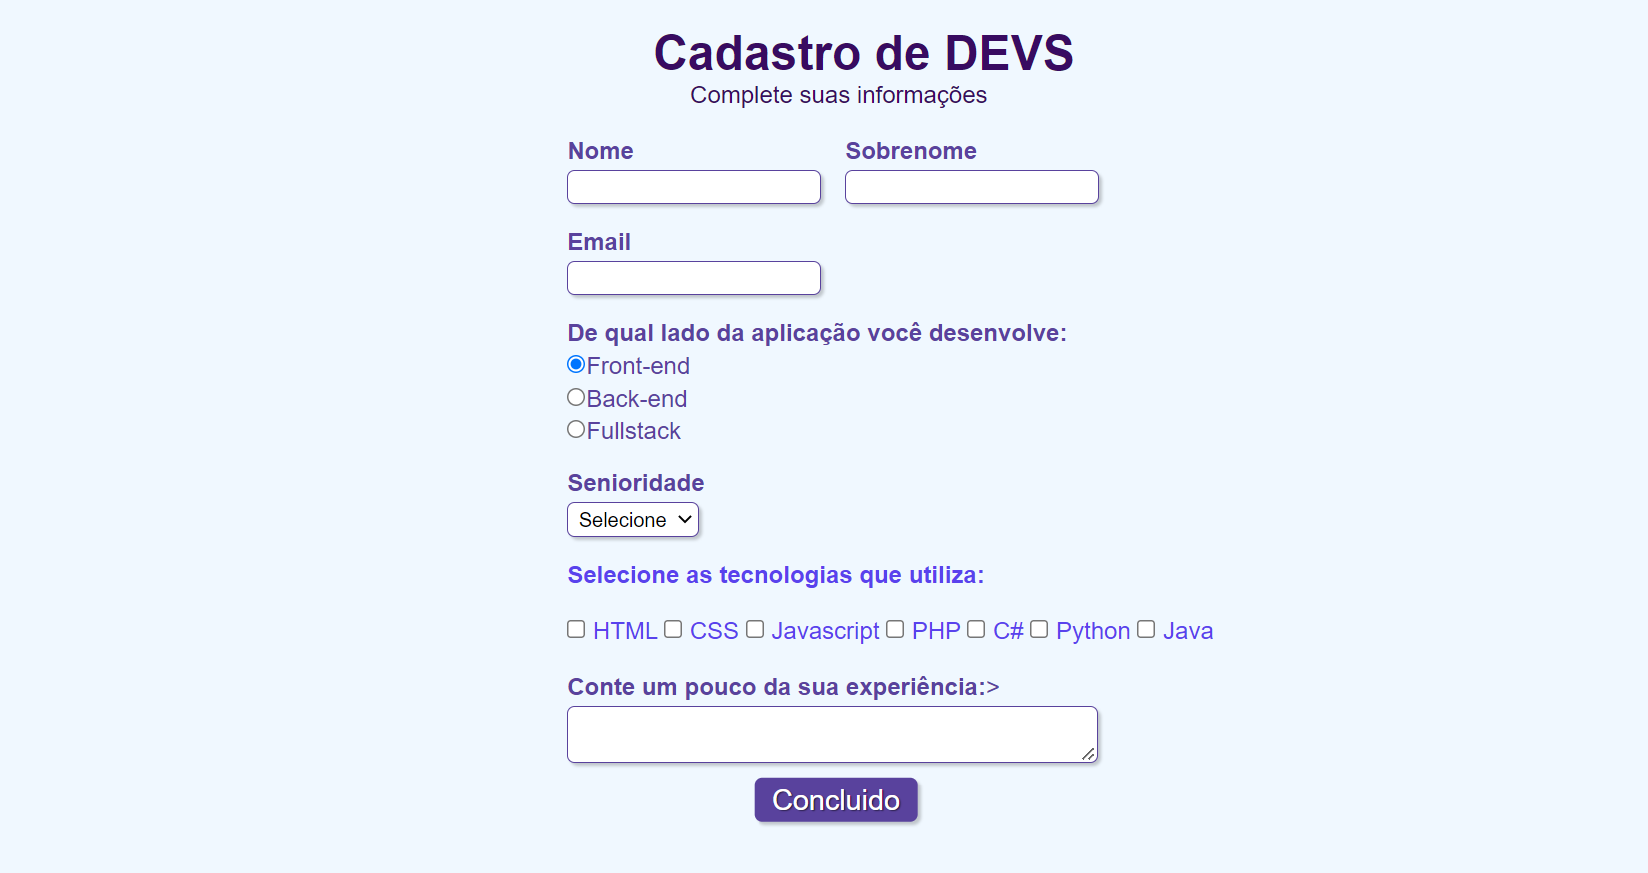 Cadastro de DEVS
Complete suas informações
Nome Sobrenome
Email
De qual lado da aplicação você desenvolve:
Front-end
Back-end
Fullstack
Senioridade
Selecione
Selecione as tecnologias que utiliza:
HTML CSS Javascript PHP C# Python Java
Conte um pouco da sua experiência:>
Concluido